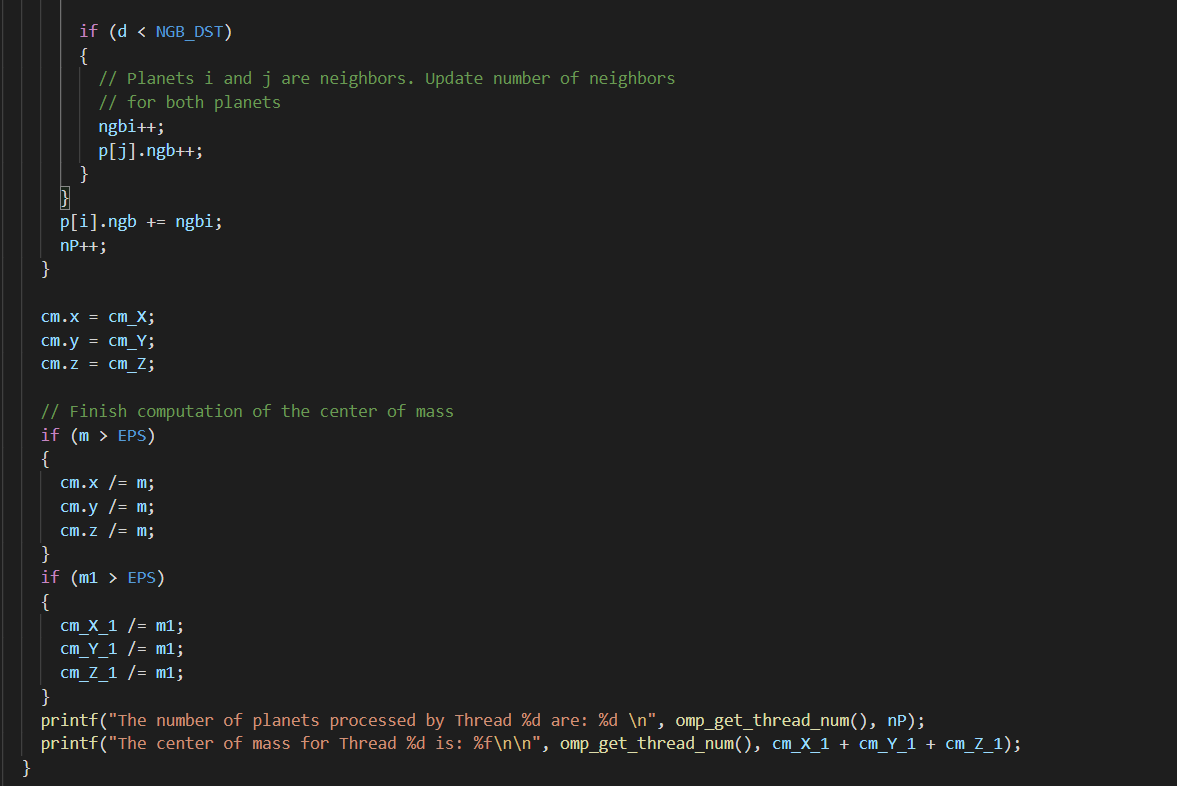 if (d < NGB_DST)
{
// Planets i and j are neighbors. Update number of neighbors
// for both planets
ngbi++;
p[j].ngb++;
}
}
p[i].ngb += ngbi;
nP++;
}
cm.x = cm_X;
cm.y = cm_Y;
cm.z = cm_Z;
// Finish computation of the center of mass
if (m > EPS)
{
cm.x /= m;
cm.y /= m;
cm.z /= m;
}
if (m1 > EPS)
{
cm_X_1 /= m1;
cm_Y_1 /= m1;
cm_Z_1 /= m1;
}
printf("The number of planets processed by Thread %d are: %d \n", omp_get_thread_num(), nP);
printf("The center of mass for Thread %d is: %f\n\n", omp_get_thread_num(), cm_X_1 + cm_Y_1 + cm_Z_1);
}